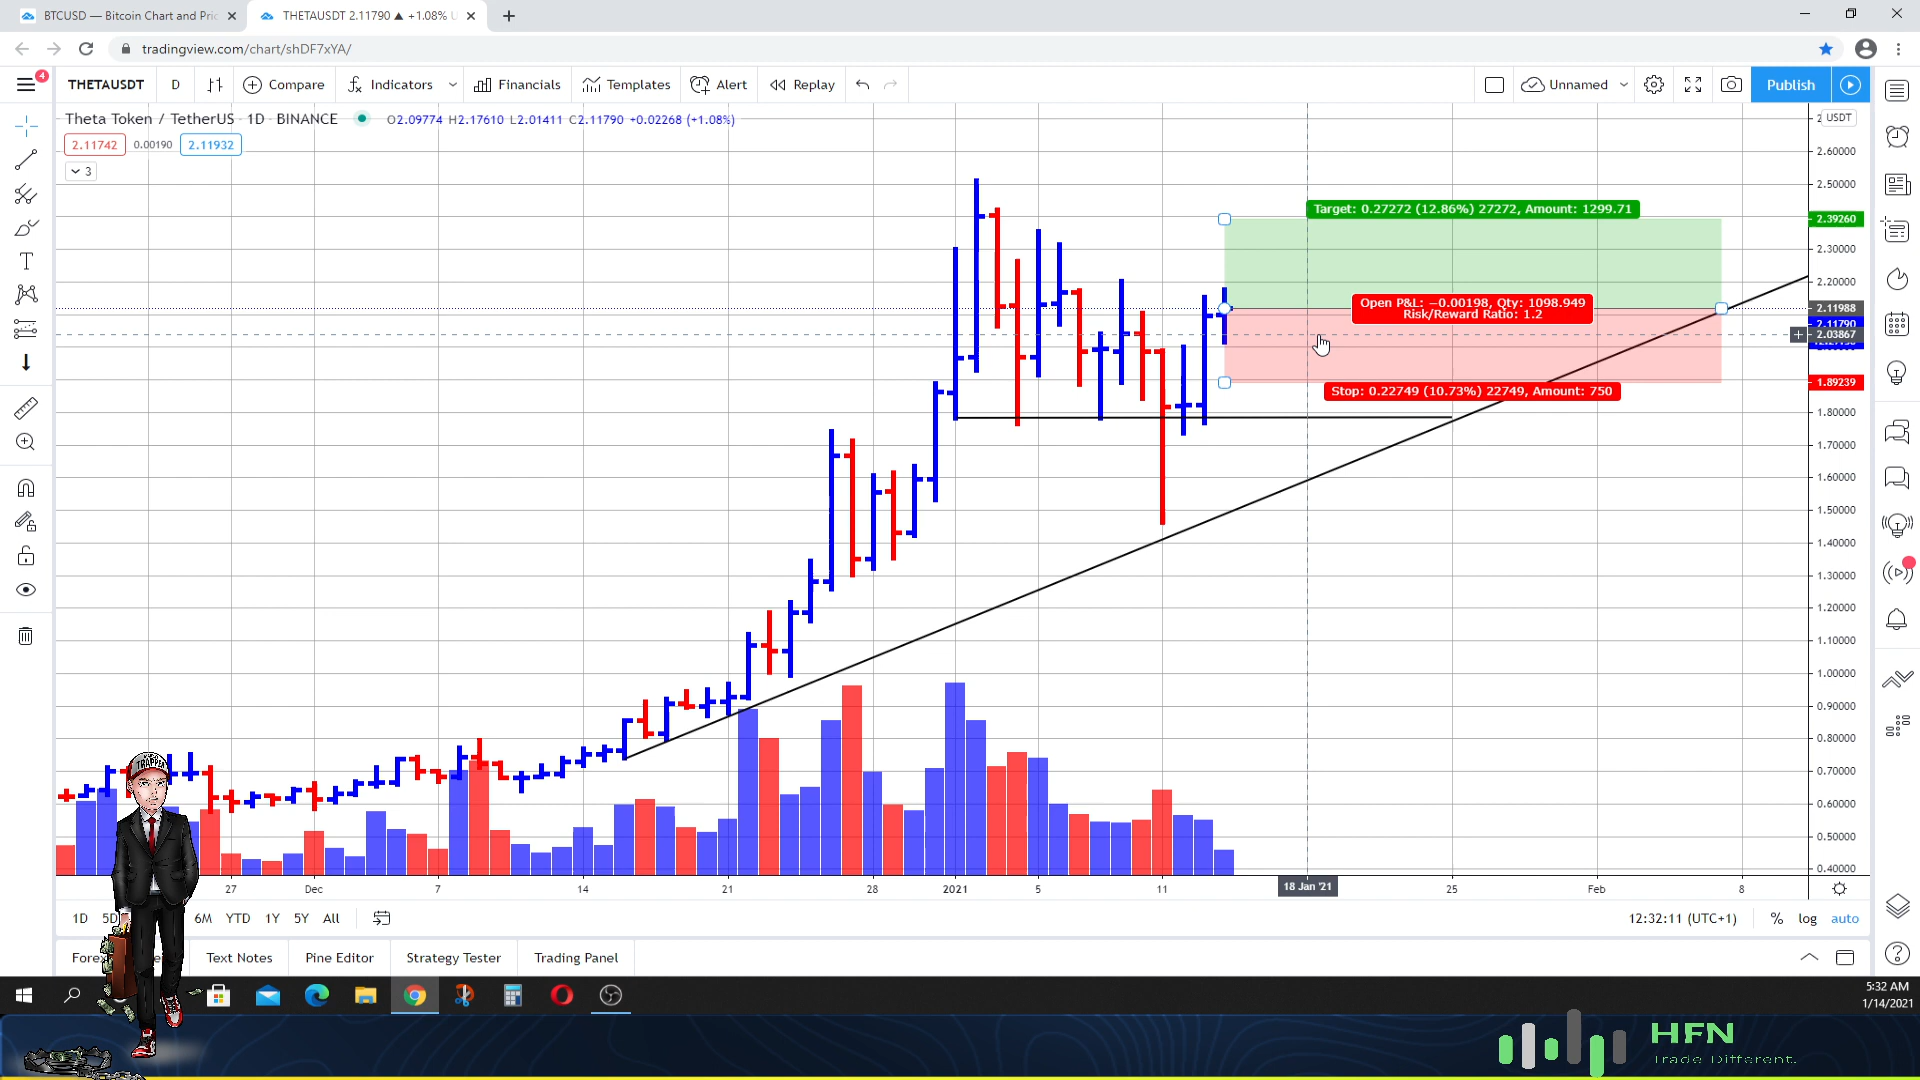 BTCUSD — Bitcoin Chart and Pric
THETAUSDT 2.11790 ▲ +1.08% U
tradingview.com/chart/shDF7xYA/
4
THETAUSDT D Compare Indicators Financials Templates Alert Replay Unnamed Publish
Theta Token / TetherUS · 1D · BINANCE O2.09774 H2.17610 L2.01411 C2.11790 +0.02268 (+1.08%)
2.11742 0.00190 2.11932
3
USDT
2.60000
2.50000
Target: 0.27272 (12.86%) 27272, Amount: 1299.71
2.39260
2.30000
2.20000
Open P&L: −0.00198, Qty: 1098.949
Risk/Reward Ratio: 1.2
2.11988
2.11790
2.03867
Stop: 0.22749 (10.73%) 22749, Amount: 750
1.89239
1.80000
1.70000
1.60000
1.50000
1.40000
1.30000
1.20000
1.10000
1.00000
0.90000
0.80000
0.70000
0.60000
0.50000
0.40000
TRAPPER
27 Dec 7 14 21 28 2021 5 11 18 Jan '21 25 Feb 8
1D 5D 6M YTD 1Y 5Y All 12:32:11 (UTC+1) % log auto
Text Notes Pine Editor Strategy Tester Trading Panel
5:32 AM
1/14/2021
HFN
Trade Different.